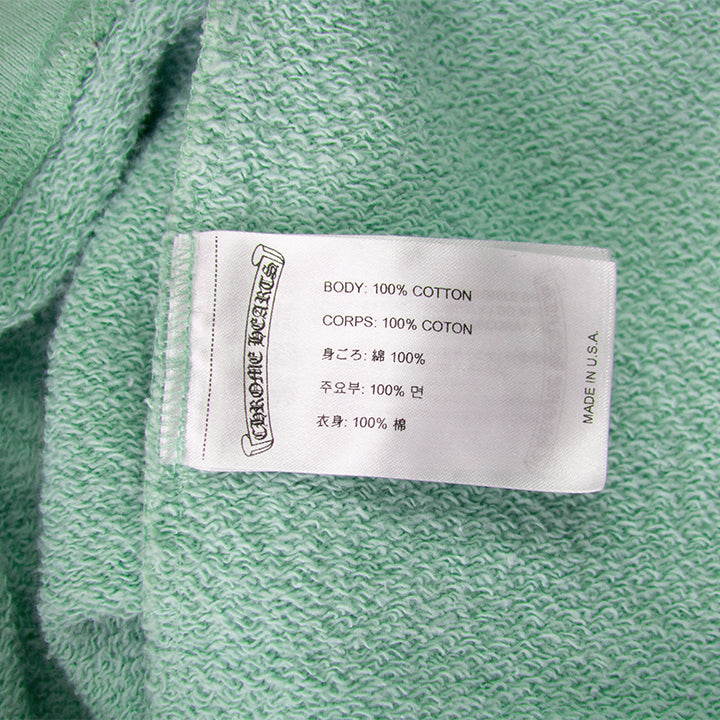 CHROME HEARTS
BODY: 100% COTTON
CORPS: 100% COTON
身ごろ: 綿 100%
주요부: 100% 면
衣身: 100% 棉
MADE IN U.S.A.